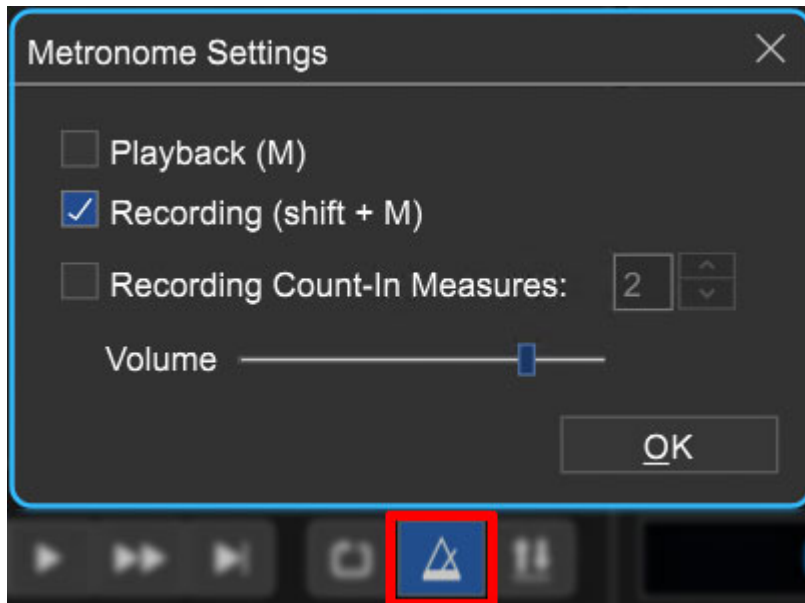 Metronome Settings
Playback (M)
Recording (shift + M)
Recording Count-In Measures: 2
Volume
OK